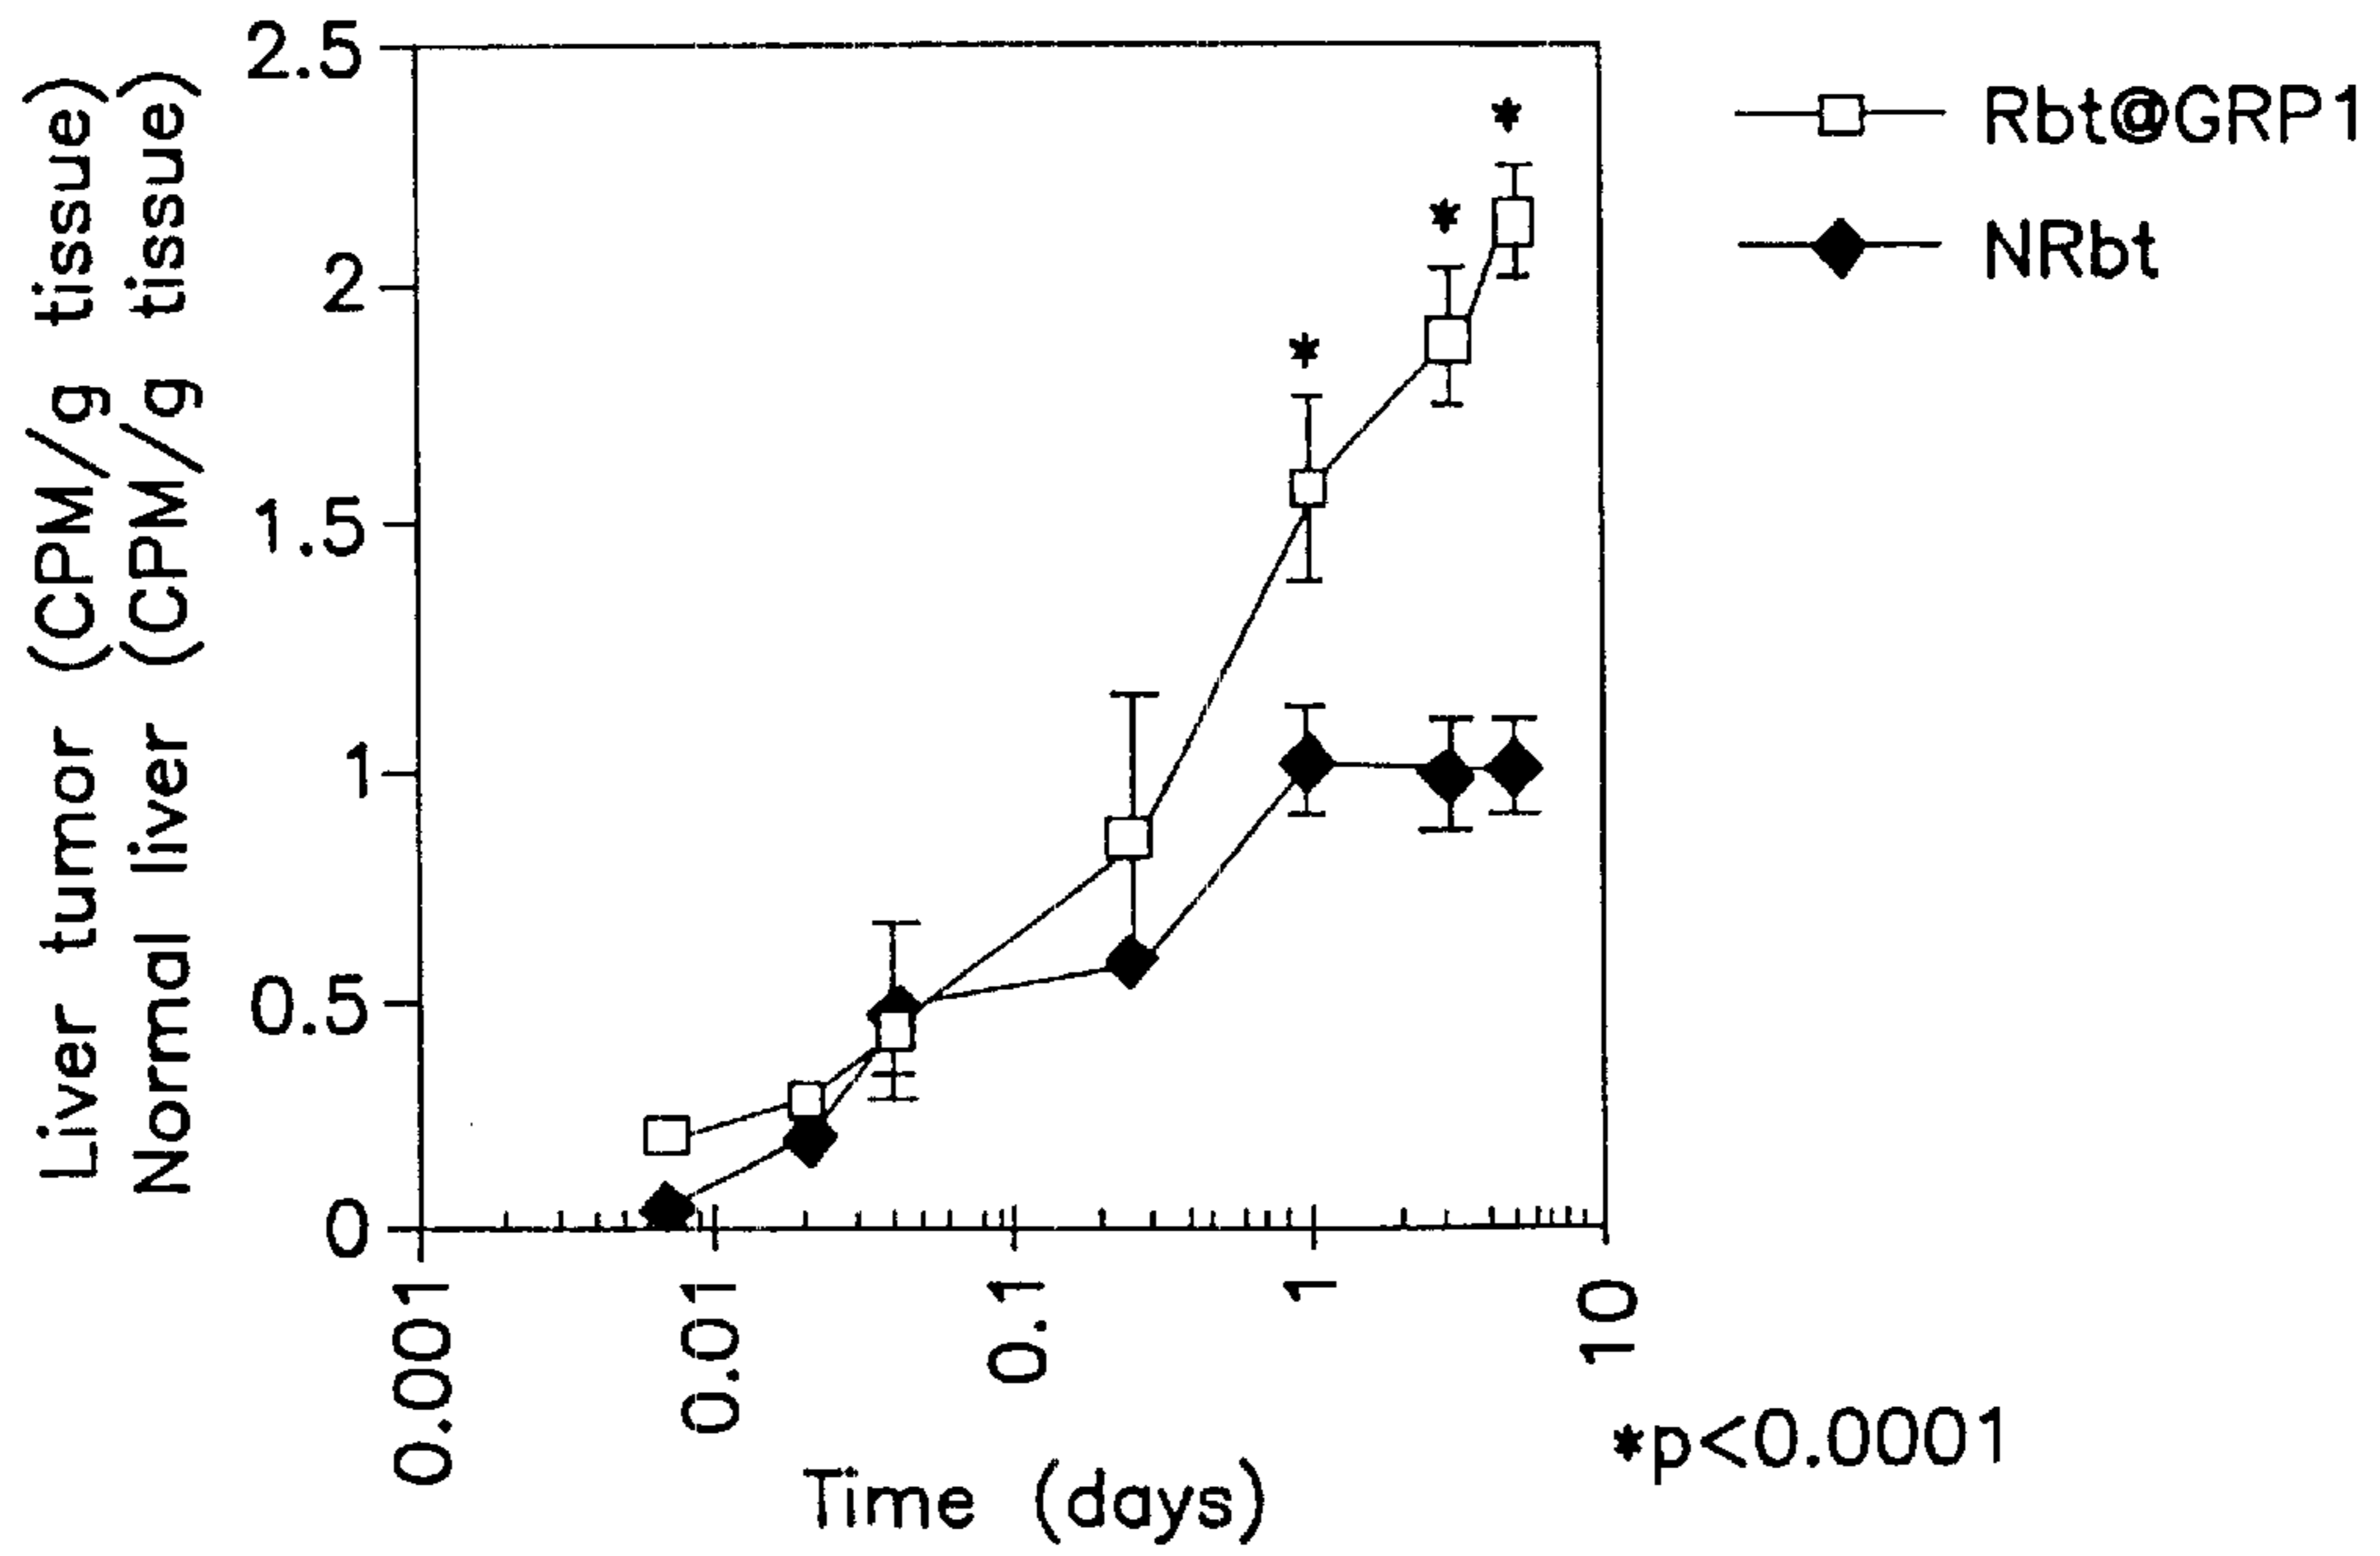 Liver tumor (CPM/g tissue)
Normal liver (CPM/g tissue)
2.5
2
1.5
1
0.5
0
0.001
0.01
0.1
1
10
Time (days)
Rbt@GRP1
NRbt
*
*
*
*p<0.0001